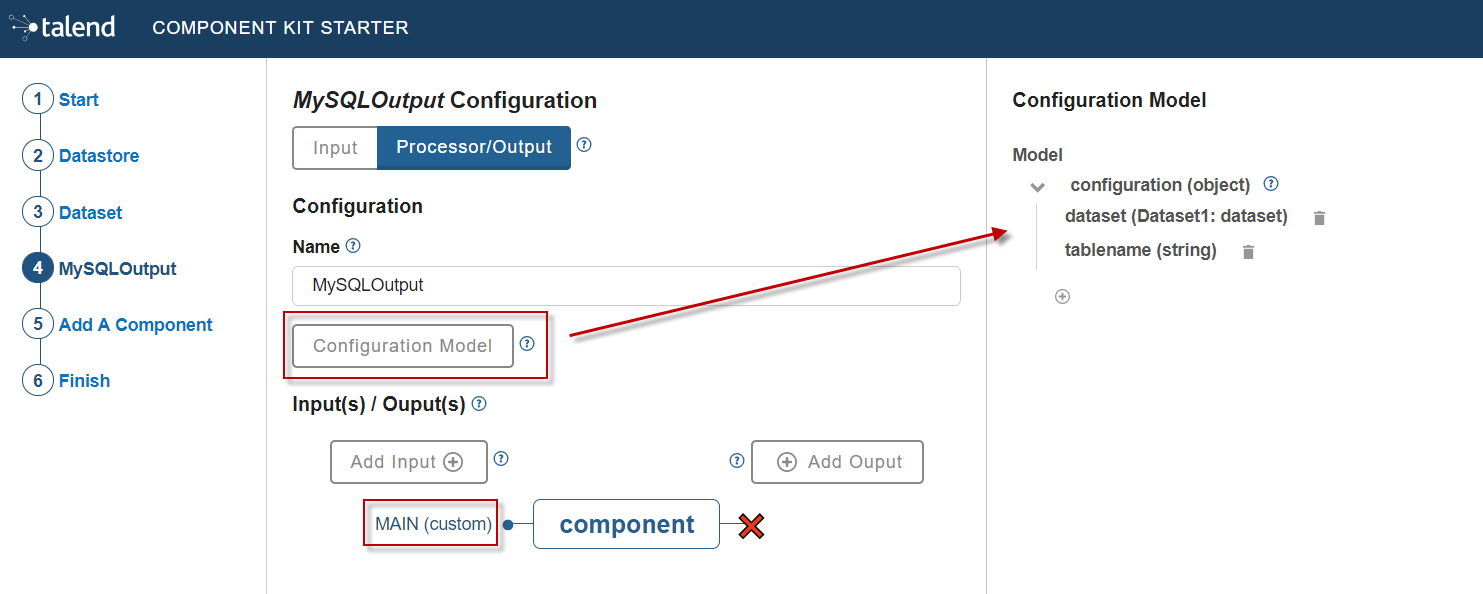 talend COMPONENT KIT STARTER
1 Start
2 Datastore
3 Dataset
4 MySQLOutput
5 Add A Component
6 Finish
MySQLOutput Configuration
Input Processor/Output ?
Configuration
Name ?
MySQLOutput
Configuration Model ?
Input(s) / Ouput(s) ?
Add Input ? ? Add Ouput
MAIN (custom) component
Configuration Model
Model
configuration (object) ?
dataset (Dataset1: dataset)
tablename (string)